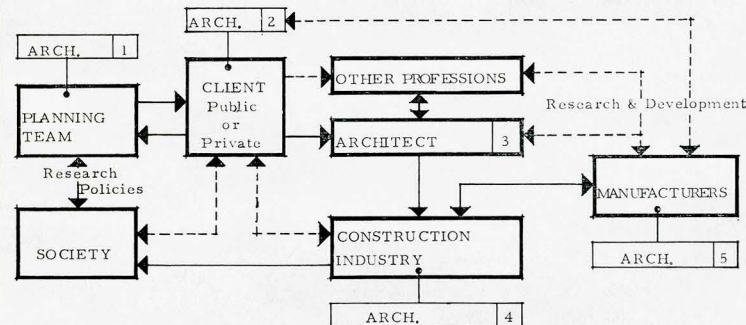 ARCH. 2
ARCH. 1
CLIENT
Public
or
Private
OTHER PROFESSIONS
PLANNING
TEAM
Research & Development
ARCHITECT 3
Research
Policies
MANUFACTURERS
SOCIETY
CONSTRUCTION
INDUSTRY
ARCH. 5
ARCH. 4